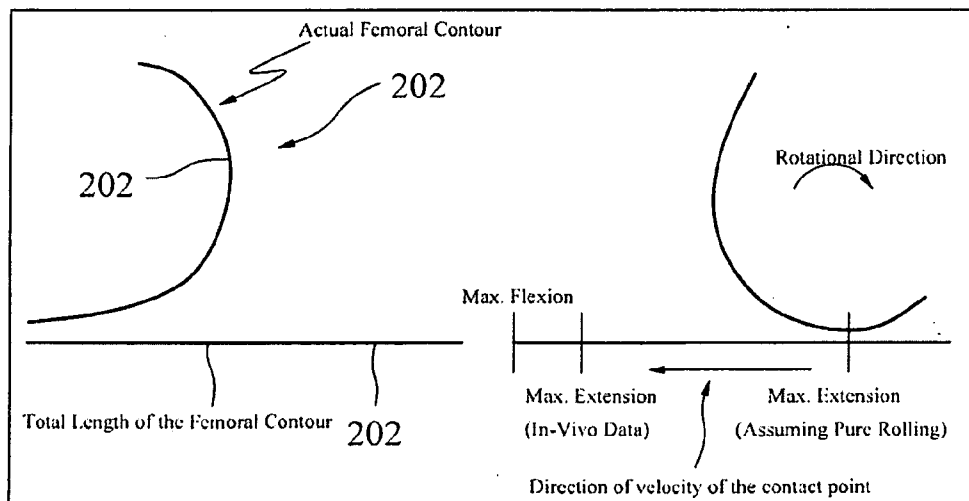 Actual Femoral Contour
202
202
Rotational Direction
Max. Flexion
Max. Extension
(In-Vivo Data)
Max. Extension
(Assuming Pure Rolling)
Total Length of the Femoral Contour
202
Direction of velocity of the contact point